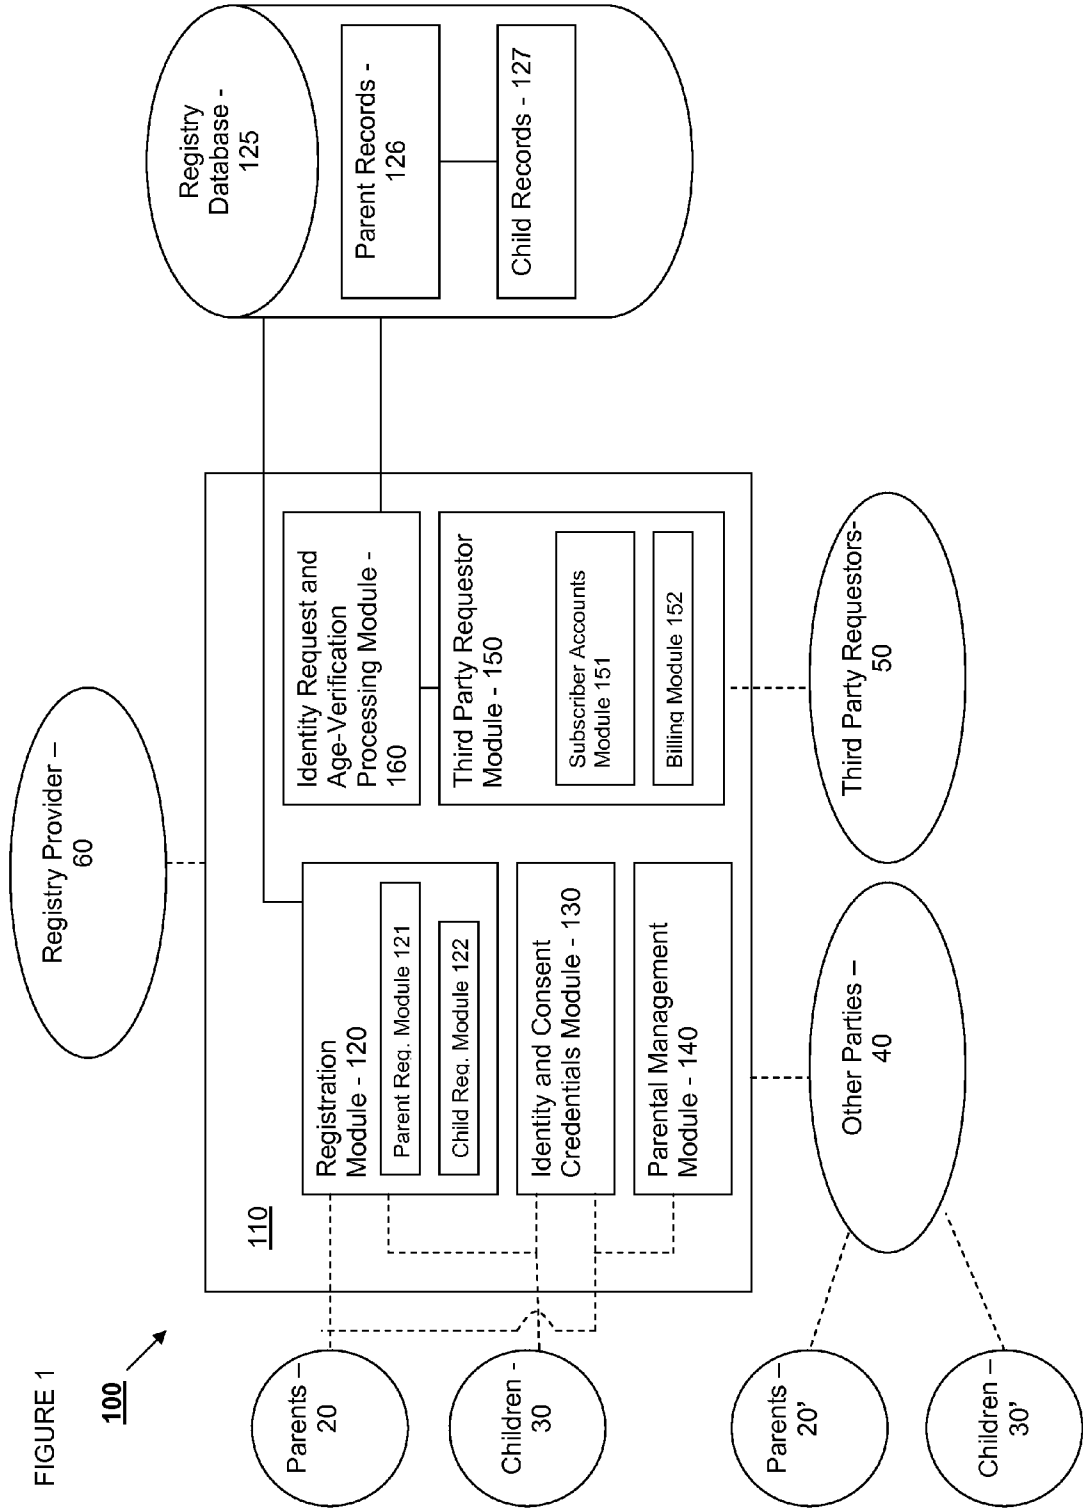 FIGURE 1
100
Registry Provider –
60
110
Registration
Module - 120
Parent Reg. Module 121
Child Reg. Module 122
Identity and Consent
Credentials Module - 130
Parental Management
Module - 140
Identity Request and
Age-Verification
Processing Module -
160
Third Party Requestor
Module - 150
Subscriber Accounts
Module 151
Billing Module 152
Registry
Database -
125
Parent Records -
126
Child Records - 127
Parents –
20
Children -
30
Parents –
20'
Children –
30'
Other Parties –
40
Third Party Requestors-
50